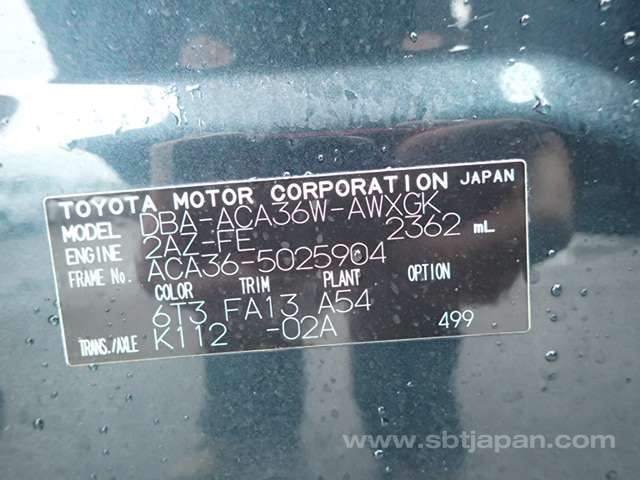 TOYOTA MOTOR CORPORATION JAPAN
MODEL DBA-ACA36W-AWXGK
ENGINE 2AZ-FE 2362 mL
FRAME No. ACA36-5025904
COLOR TRIM PLANT OPTION
6T3 FA13 A54
TRANS./AXLE K112 -02A 499
www.sbtjapan.com